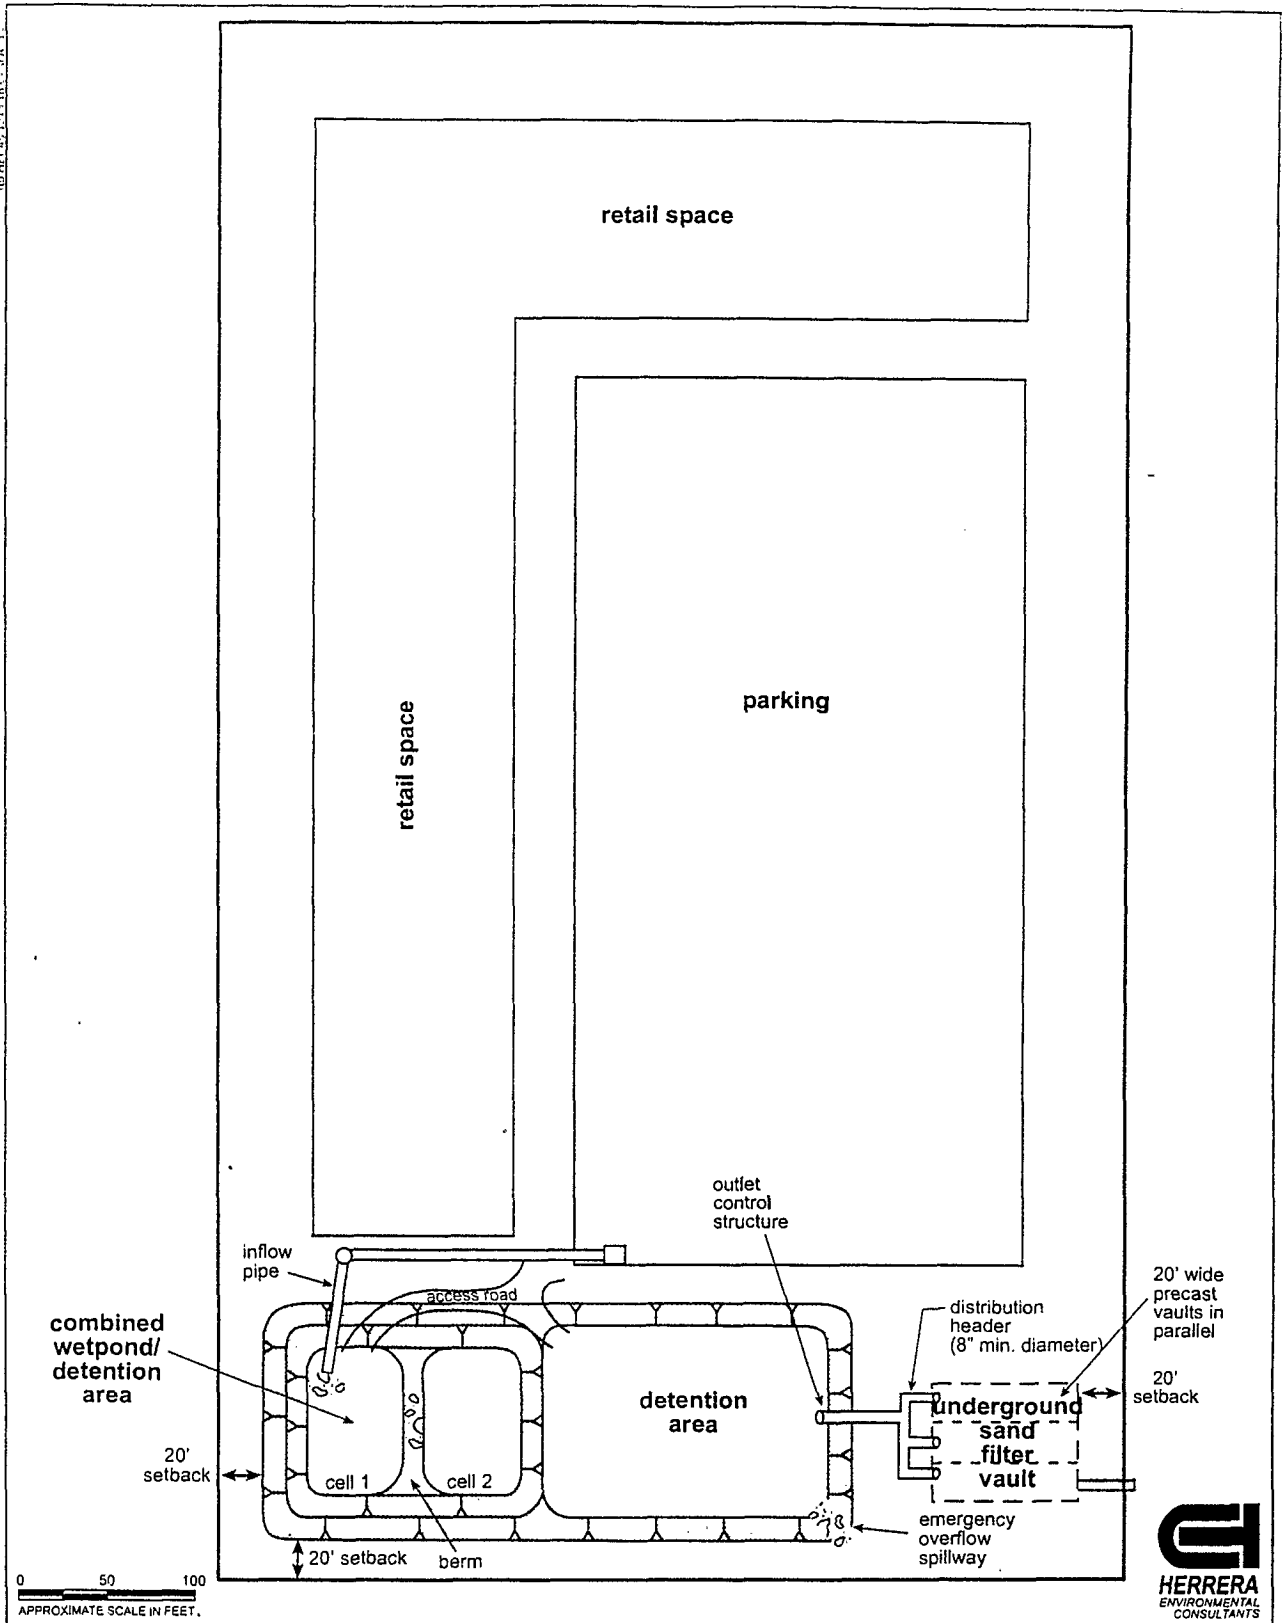 retail space
retail space
parking
outlet
control
structure
inflow
pipe
access road
combined
wetpond/
detention
area
distribution
header
(8" min. diameter)
20' wide
precast
vaults in
parallel
20'
setback
detention
area
underground
sand
filter
vault
20'
setback
cell 1
cell 2
emergency
overflow
spillway
20' setback
berm
0 50 100
APPROXIMATE SCALE IN FEET.
HERRERA
ENVIRONMENTAL
CONSULTANTS